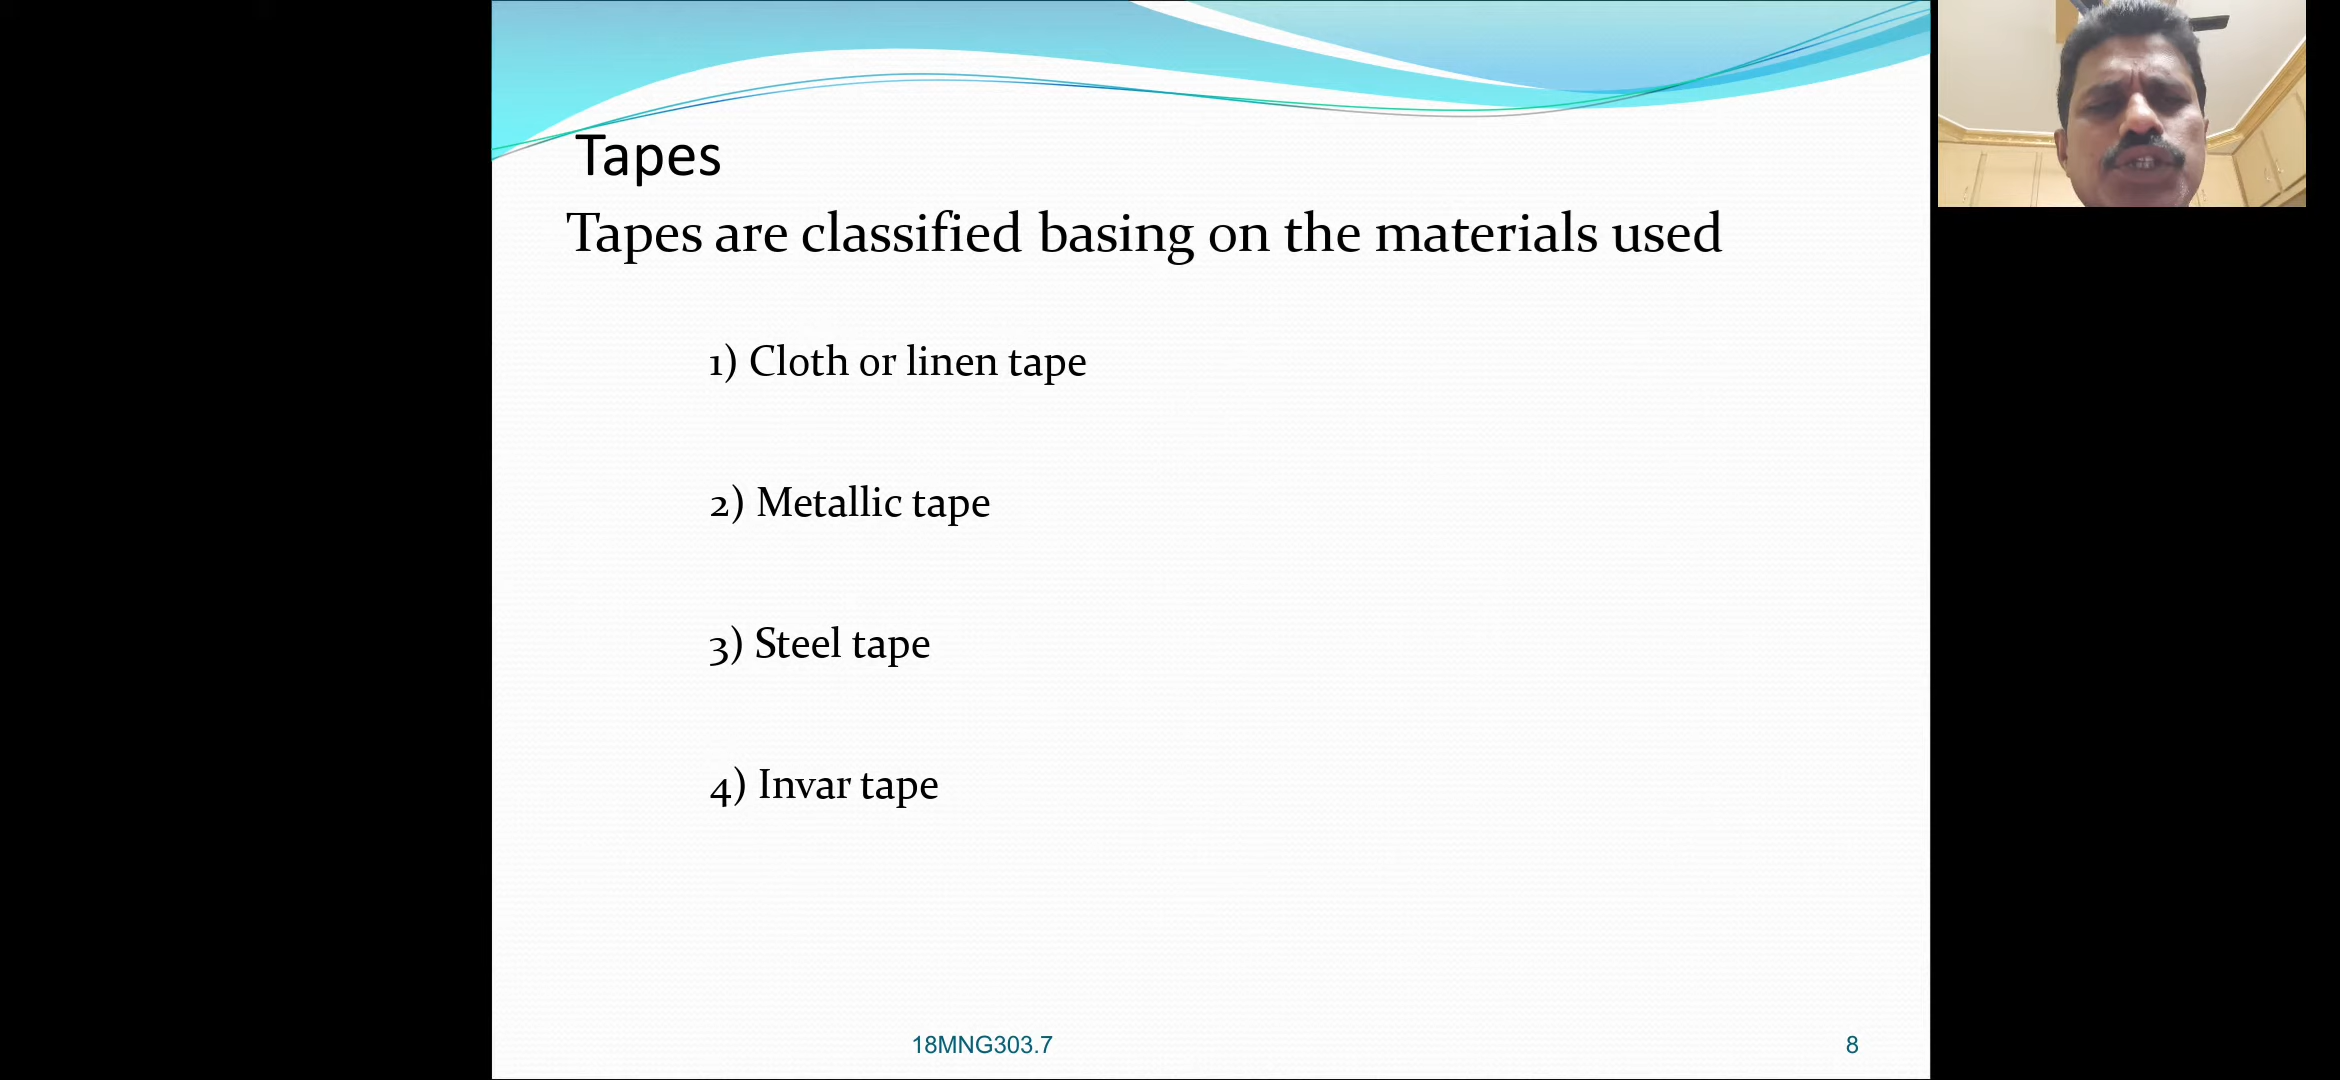 Tapes
Tapes are classified basing on the materials used
1) Cloth or linen tape
2) Metallic tape
3) Steel tape
4) Invar tape
18MNG303.7
8